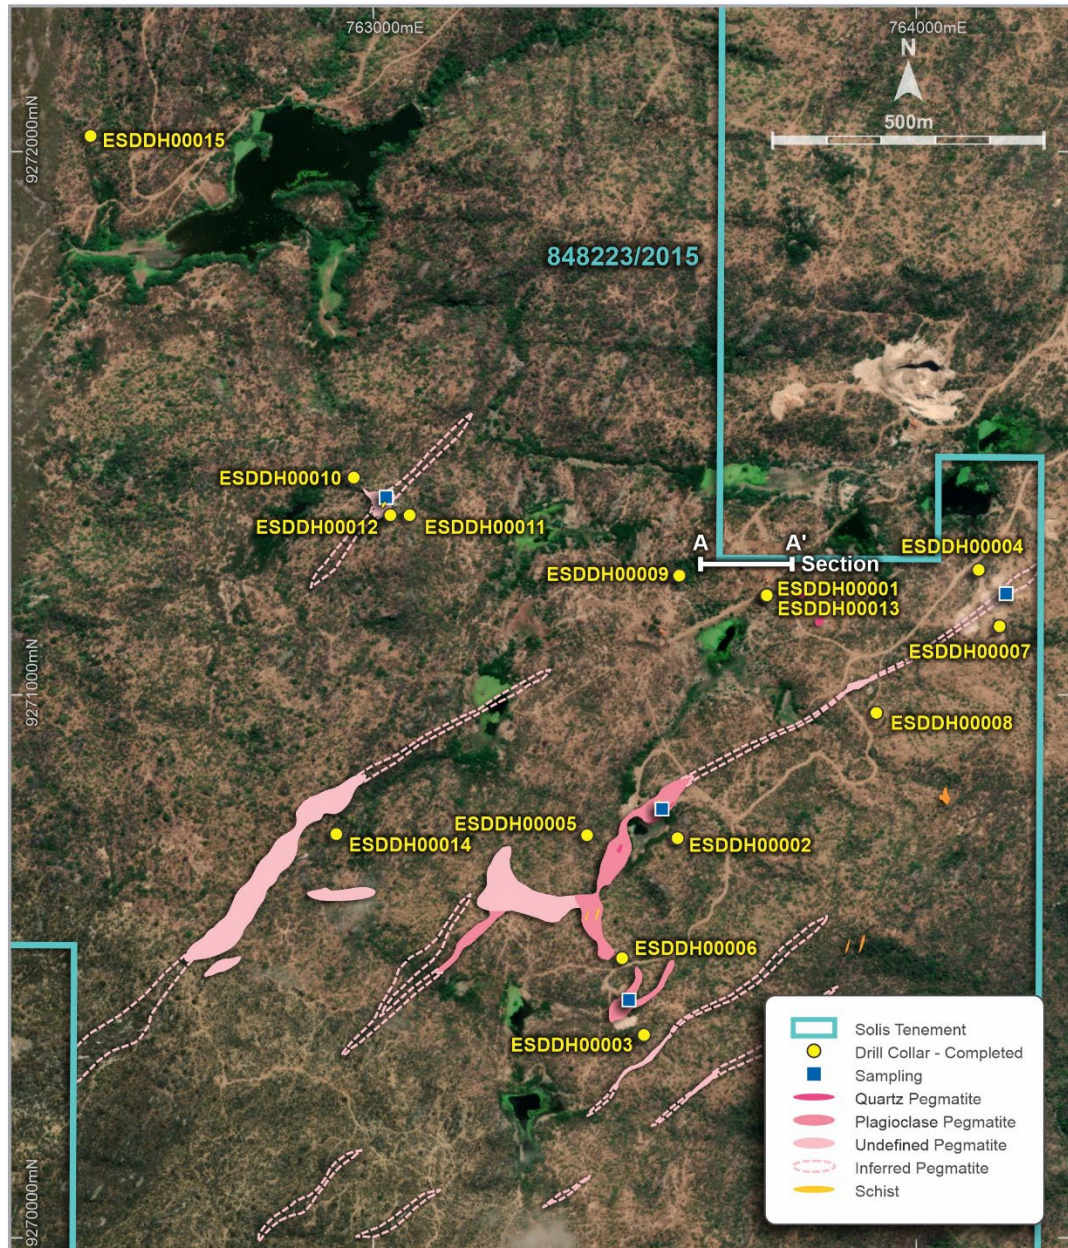 763000mE
764000mE
N
500m
9272000mN
ESDDH00015
848223/2015
ESDDH00010
ESDDH00012
ESDDH00011
A
A'
Section
ESDDH00004
ESDDH00009
ESDDH00001
ESDDH00013
ESDDH00007
9271000mN
ESDDH00008
ESDDH00005
ESDDH00014
ESDDH00002
ESDDH00006
ESDDH00003
9270000mN
Solis Tenement
Drill Collar - Completed
Sampling
Quartz Pegmatite
Plagioclase Pegmatite
Undefined Pegmatite
Inferred Pegmatite
Schist